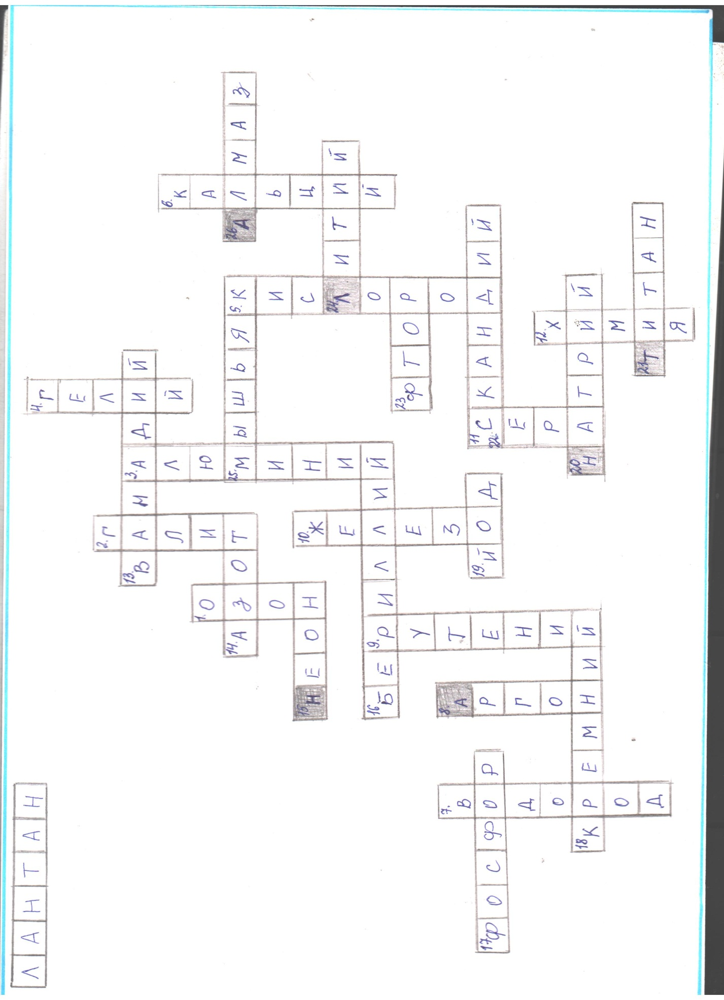 ЛАНТАН
1. ОЗОН
2. ГАЛИТ
3. АЛЮМИНИЙ
4. ГЕЛИЙ
5. КИСЛОРОД
6. КАЛЬЦИЙ
7. ВОДОРОД
8. АРГОН
9. РУТЕНИЙ
10. ЖЕЛЕЗО
11 СКАНДИЙ
12. ХИМИЯ
13. ВАНАДИЙ
14. АЗОТ
15 НЕОН
16 БЕРИЛЛИЙ
17 ФОСФОР
18 КРЕМНИЙ
19. ЙОД
20 НАТРИЙ
21 ТИТАН
22. СЕРА
23 ФТОР
24 ЛИТИЙ
25. МЫШЬЯК
26 АЛМАЗ